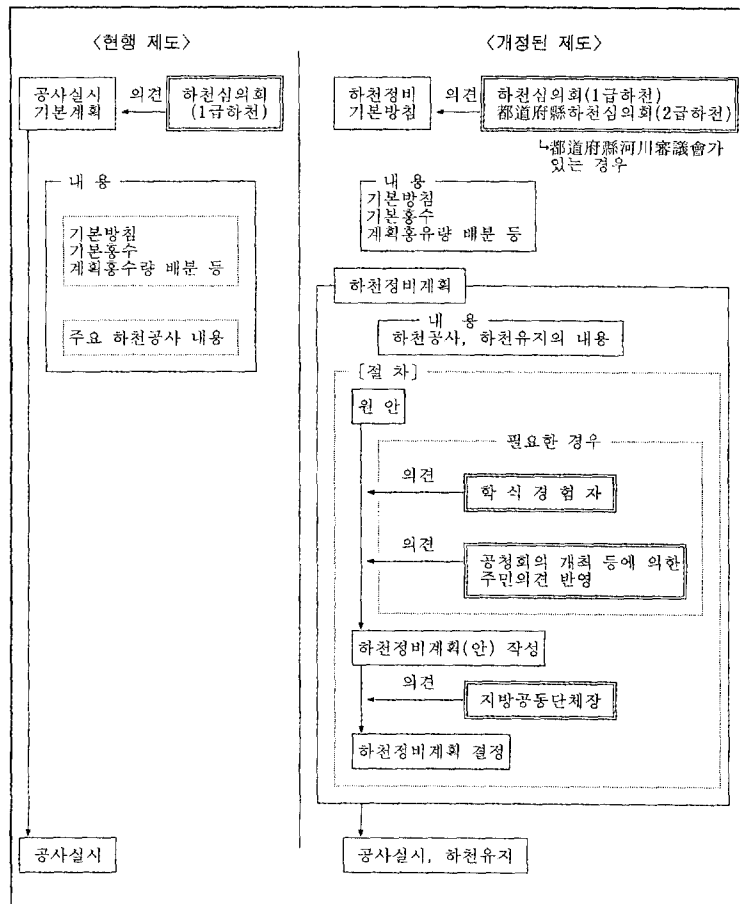 〈현행 제도〉
공사실시
기본계획
의견
하천심의회
(1급하천)
내 용
기본방침
기본홍수
계획홍수량 배분 등
주요 하천공사 내용
공사실시
〈개정된 제도〉
하천정비
기본방침
의견
하천심의회(1급하천)
都道府縣하천심의회(2급하천)
↳都道府縣河川審議會가
있는 경우
내 용
기본방침
기본홍수
계획홍유량 배분 등
하천정비계획
내 용
하천공사, 하천유지의 내용
[절 차]
원 안
필요한 경우
의견
학 식 경 험 자
의견
공청회의 개최 등에 의한
주민의견 반영
하천정비계획(안) 작성
의견
지방공동단체장
하천정비계획 결정
공사실시, 하천유지